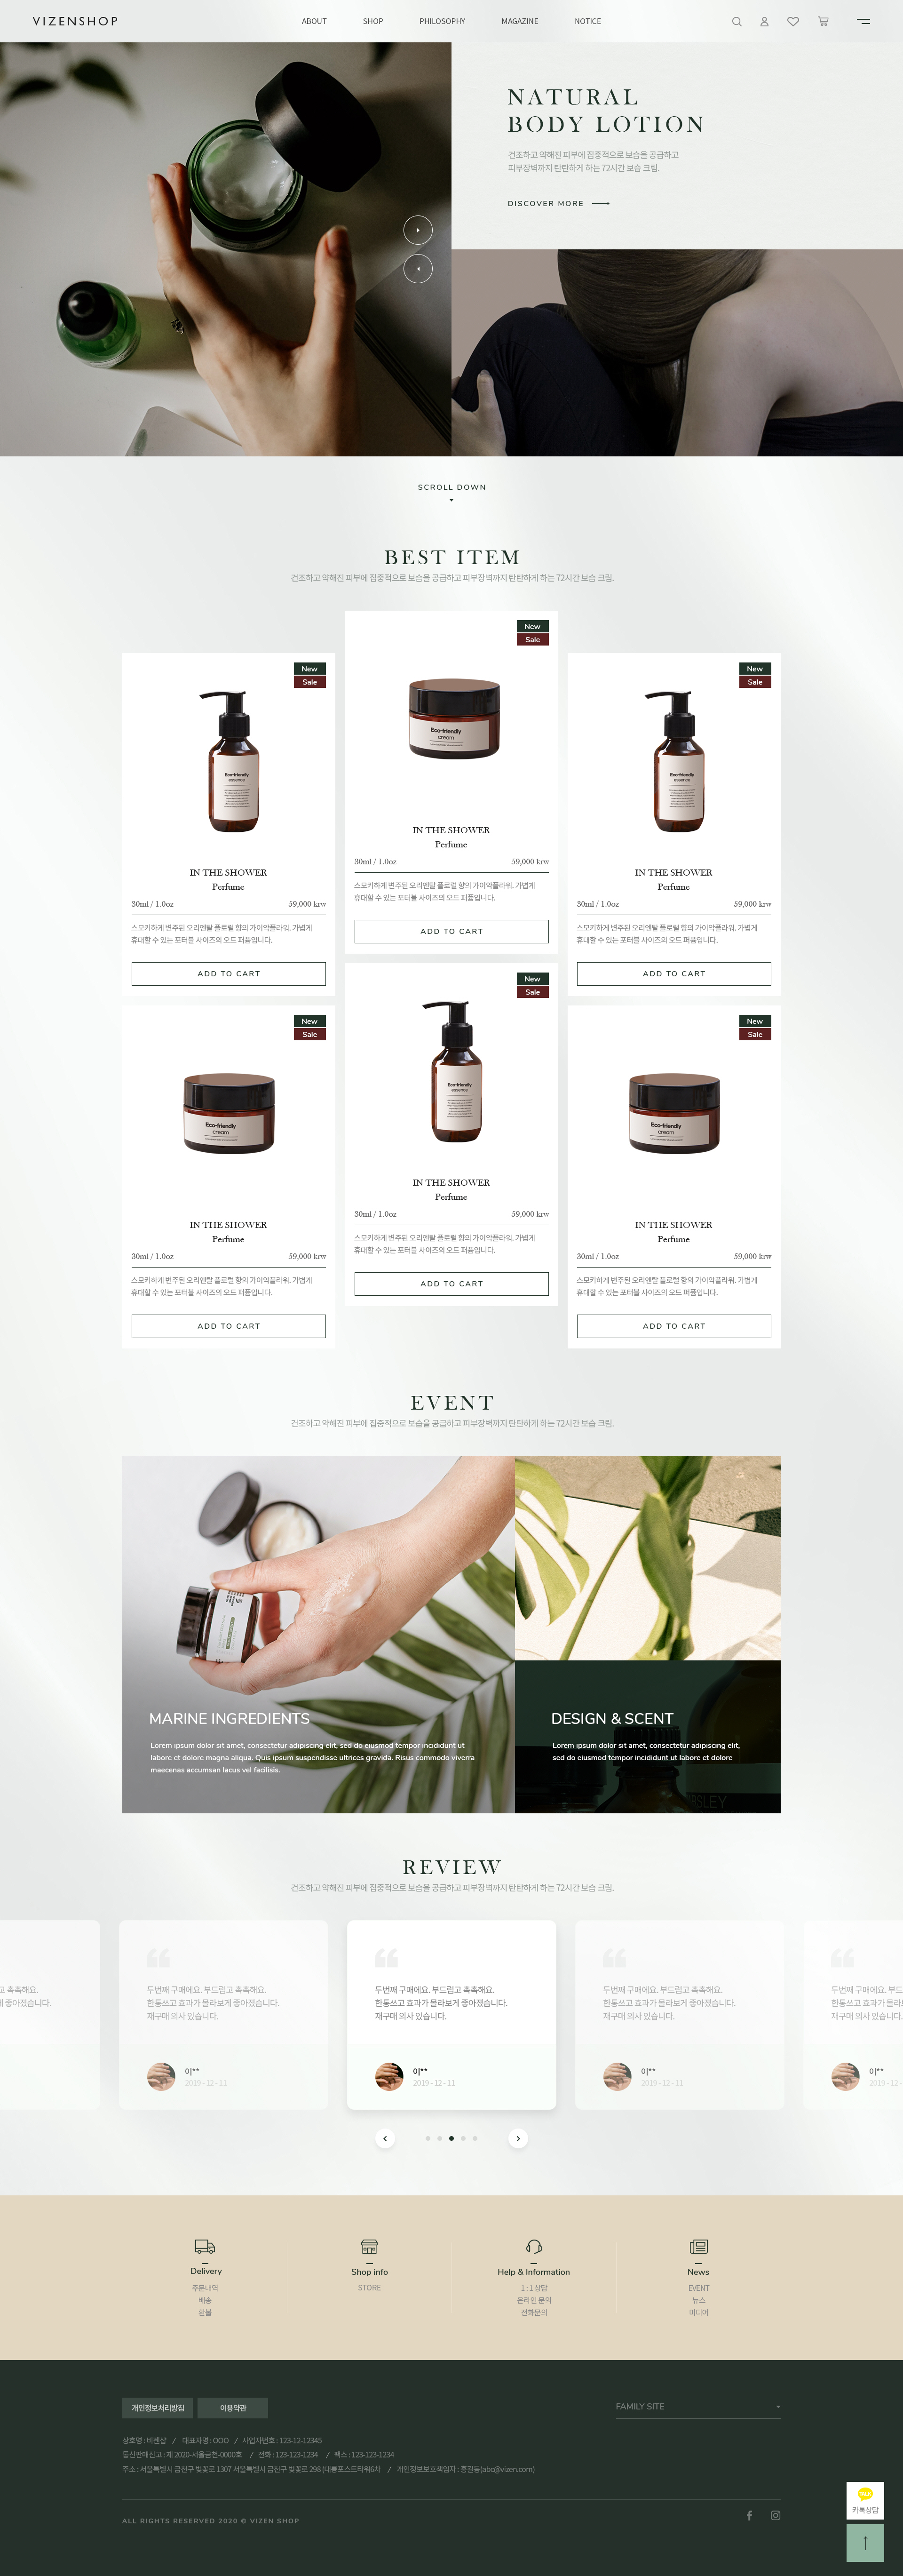 VIZENSHOP
ABOUT SHOP PHILOSOPHY MAGAZINE NOTICE
NATURAL
BODY LOTION
건조하고 약해진 피부에 집중적으로 보습을 공급하고
피부장벽까지 탄탄하게 하는 72시간 보습 크림.
DISCOVER MORE
SCROLL DOWN
BEST ITEM
건조하고 약해진 피부에 집중적으로 보습을 공급하고 피부장벽까지 탄탄하게 하는 72시간 보습 크림.
New
Sale
Eco-friendly
essence
IN THE SHOWER
Perfume
30ml / 1.0oz 59,000 krw
스모키하게 변주된 오리엔탈 플로럴 향의 가이악플라워. 가볍게
휴대할 수 있는 포터블 사이즈의 오드 퍼퓸입니다.
ADD TO CART
New
Sale
Eco-friendly
cream
IN THE SHOWER
Perfume
30ml / 1.0oz 59,000 krw
스모키하게 변주된 오리엔탈 플로럴 향의 가이악플라워. 가볍게
휴대할 수 있는 포터블 사이즈의 오드 퍼퓸입니다.
ADD TO CART
New
Sale
Eco-friendly
essence
IN THE SHOWER
Perfume
30ml / 1.0oz 59,000 krw
스모키하게 변주된 오리엔탈 플로럴 향의 가이악플라워. 가볍게
휴대할 수 있는 포터블 사이즈의 오드 퍼퓸입니다.
ADD TO CART
New
Sale
Eco-friendly
cream
IN THE SHOWER
Perfume
30ml / 1.0oz 59,000 krw
스모키하게 변주된 오리엔탈 플로럴 향의 가이악플라워. 가볍게
휴대할 수 있는 포터블 사이즈의 오드 퍼퓸입니다.
ADD TO CART
New
Sale
Eco-friendly
essence
IN THE SHOWER
Perfume
30ml / 1.0oz 59,000 krw
스모키하게 변주된 오리엔탈 플로럴 향의 가이악플라워. 가볍게
휴대할 수 있는 포터블 사이즈의 오드 퍼퓸입니다.
ADD TO CART
New
Sale
Eco-friendly
cream
IN THE SHOWER
Perfume
30ml / 1.0oz 59,000 krw
스모키하게 변주된 오리엔탈 플로럴 향의 가이악플라워. 가볍게
휴대할 수 있는 포터블 사이즈의 오드 퍼퓸입니다.
ADD TO CART
EVENT
건조하고 약해진 피부에 집중적으로 보습을 공급하고 피부장벽까지 탄탄하게 하는 72시간 보습 크림.
MARINE INGREDIENTS
Lorem ipsum dolor sit amet, consectetur adipiscing elit, sed do eiusmod tempor incididunt ut
labore et dolore magna aliqua. Quis ipsum suspendisse ultrices gravida. Risus commodo viverra
maecenas accumsan lacus vel facilisis.
DESIGN & SCENT
Lorem ipsum dolor sit amet, consectetur adipiscing elit,
sed do eiusmod tempor incididunt ut labore et dolore
REVIEW
건조하고 약해진 피부에 집중적으로 보습을 공급하고 피부장벽까지 탄탄하게 하는 72시간 보습 크림.
고 촉촉해요.
좋아졌습니다.
두번째 구매에요. 부드럽고 촉촉해요.
한통쓰고 효과가 몰라보게 좋아졌습니다.
재구매 의사 있습니다.
이**
2019 - 12 - 11
두번째 구매에요. 부드럽고 촉촉해요.
한통쓰고 효과가 몰라보게 좋아졌습니다.
재구매 의사 있습니다.
이**
2019 - 12 - 11
두번째 구매에요. 부드럽고 촉촉해요.
한통쓰고 효과가 몰라보게 좋아졌습니다.
재구매 의사 있습니다.
이**
2019 - 12 - 11
두번째 구매에요. 부드
한통쓰고 효과가 몰라보
재구매 의사 있습니다.
이**
2019 - 12 -
Delivery
주문내역
배송
환불
Shop info
STORE
Help & Information
1 : 1 상담
온라인 문의
전화문의
News
EVENT
뉴스
미디어
개인정보처리방침 이용약관
FAMILY SITE
상호명 : 비젠샵 / 대표자명 : OOO / 사업자번호 : 123-12-12345
통신판매신고 : 제 2020-서울금천-0000호 / 전화 : 123-123-1234 / 팩스 : 123-123-1234
주소 : 서울특별시 금천구 벚꽃로 1307 서울특별시 금천구 벚꽃로 298 (대륭포스트타워6차 / 개인정보보호책임자 : 홍길동(abc@vizen.com)
ALL RIGHTS RESERVED 2020 © VIZEN SHOP
TALK
카톡상담